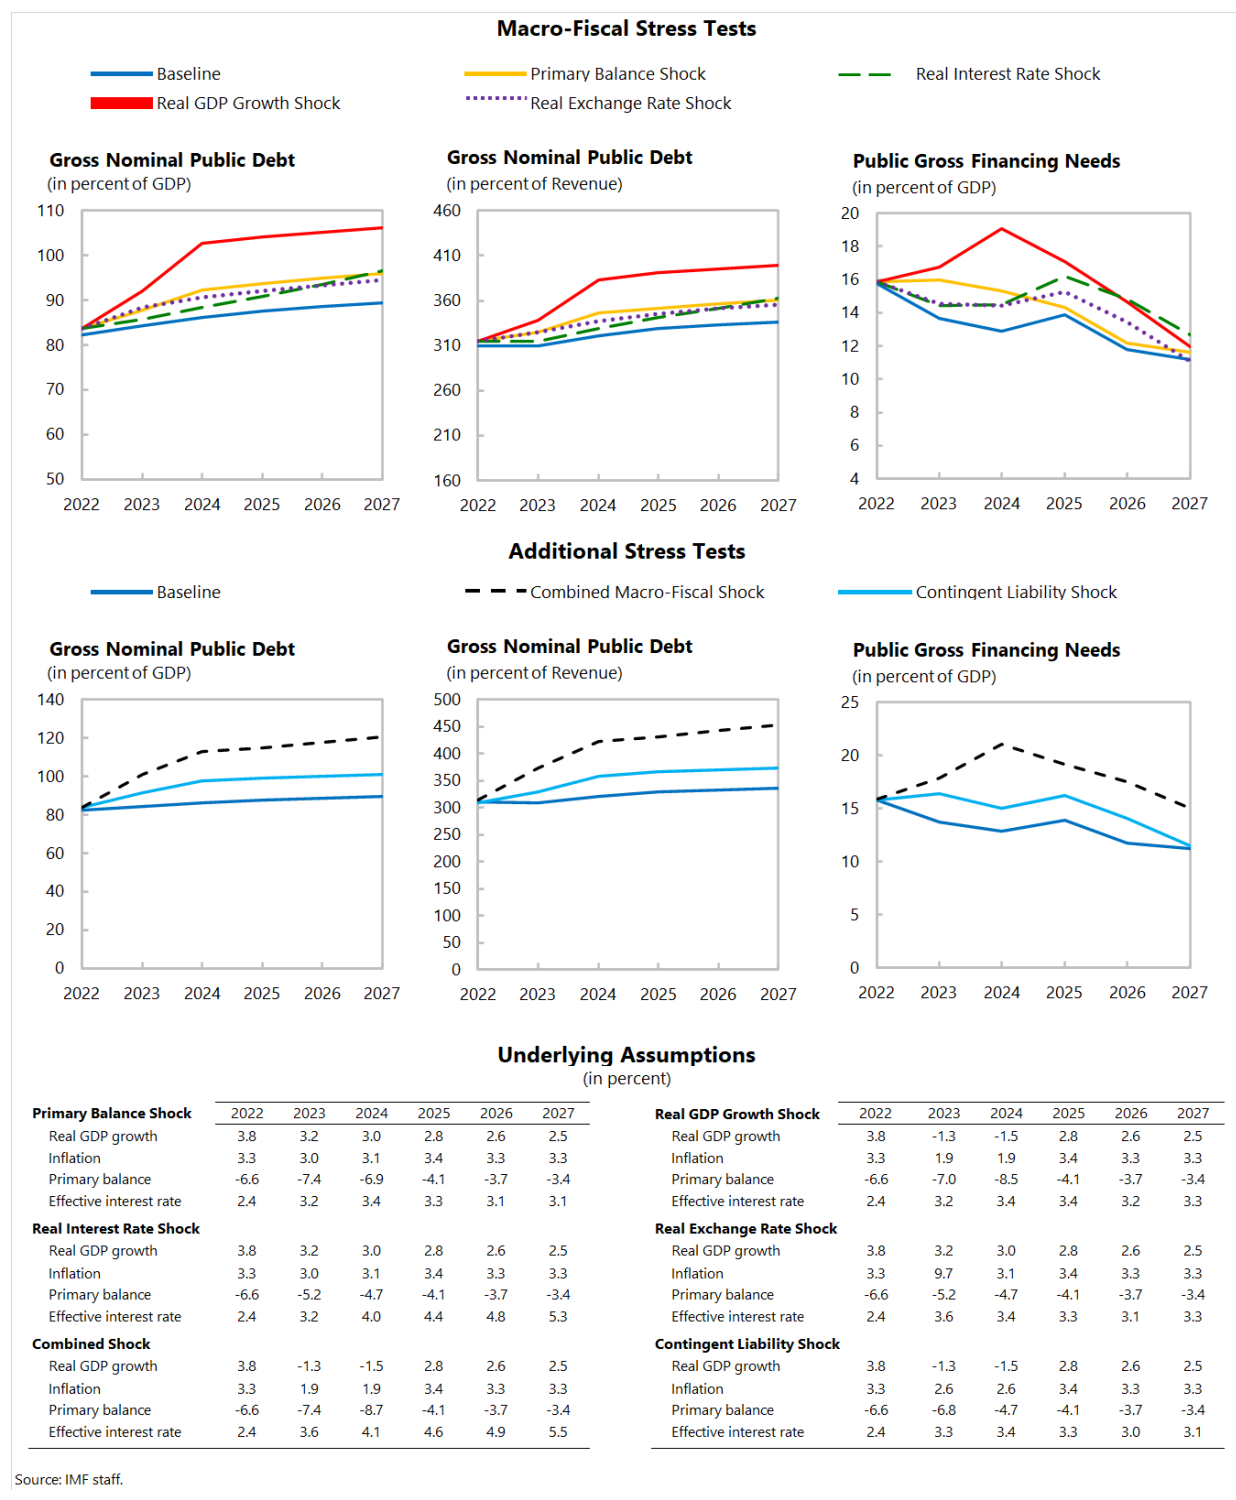 Macro-Fiscal Stress Tests
Baseline
Primary Balance Shock
Real Interest Rate Shock
Real GDP Growth Shock
Real Exchange Rate Shock
Gross Nominal Public Debt
(in percent of GDP)
110
100
90
80
70
60
50
2022 2023 2024 2025 2026 2027
Gross Nominal Public Debt
(in percent of Revenue)
460
410
360
310
260
210
160
2022 2023 2024 2025 2026 2027
Public Gross Financing Needs
(in percent of GDP)
20
18
16
14
12
10
8
6
4
2022 2023 2024 2025 2026 2027
Additional Stress Tests
Baseline
Combined Macro-Fiscal Shock
Contingent Liability Shock
Gross Nominal Public Debt
(in percent of GDP)
140
120
100
80
60
40
20
0
2022 2023 2024 2025 2026 2027
Gross Nominal Public Debt
(in percent of Revenue)
500
450
400
350
300
250
200
150
100
50
0
2022 2023 2024 2025 2026 2027
Public Gross Financing Needs
(in percent of GDP)
25
20
15
10
5
0
2022 2023 2024 2025 2026 2027
Underlying Assumptions
(in percent)
Primary Balance Shock 2022 2023 2024 2025 2026 2027
Real GDP growth 3.8 3.2 3.0 2.8 2.6 2.5
Inflation 3.3 3.0 3.1 3.4 3.3 3.3
Primary balance -6.6 -7.4 -6.9 -4.1 -3.7 -3.4
Effective interest rate 2.4 3.2 3.4 3.3 3.1 3.1
Real Interest Rate Shock
Real GDP growth 3.8 3.2 3.0 2.8 2.6 2.5
Inflation 3.3 3.0 3.1 3.4 3.3 3.3
Primary balance -6.6 -5.2 -4.7 -4.1 -3.7 -3.4
Effective interest rate 2.4 3.2 4.0 4.4 4.8 5.3
Combined Shock
Real GDP growth 3.8 -1.3 -1.5 2.8 2.6 2.5
Inflation 3.3 1.9 1.9 3.4 3.3 3.3
Primary balance -6.6 -7.4 -8.7 -4.1 -3.7 -3.4
Effective interest rate 2.4 3.6 4.1 4.6 4.9 5.5
Real GDP Growth Shock 2022 2023 2024 2025 2026 2027
Real GDP growth 3.8 -1.3 -1.5 2.8 2.6 2.5
Inflation 3.3 1.9 1.9 3.4 3.3 3.3
Primary balance -6.6 -7.0 -8.5 -4.1 -3.7 -3.4
Effective interest rate 2.4 3.2 3.4 3.4 3.2 3.3
Real Exchange Rate Shock
Real GDP growth 3.8 3.2 3.0 2.8 2.6 2.5
Inflation 3.3 9.7 3.1 3.4 3.3 3.3
Primary balance -6.6 -5.2 -4.7 -4.1 -3.7 -3.4
Effective interest rate 2.4 3.6 3.4 3.3 3.1 3.3
Contingent Liability Shock
Real GDP growth 3.8 -1.3 -1.5 2.8 2.6 2.5
Inflation 3.3 2.6 2.6 3.4 3.3 3.3
Primary balance -6.6 -6.8 -4.7 -4.1 -3.7 -3.4
Effective interest rate 2.4 3.3 3.4 3.3 3.0 3.1
Source: IMF staff.